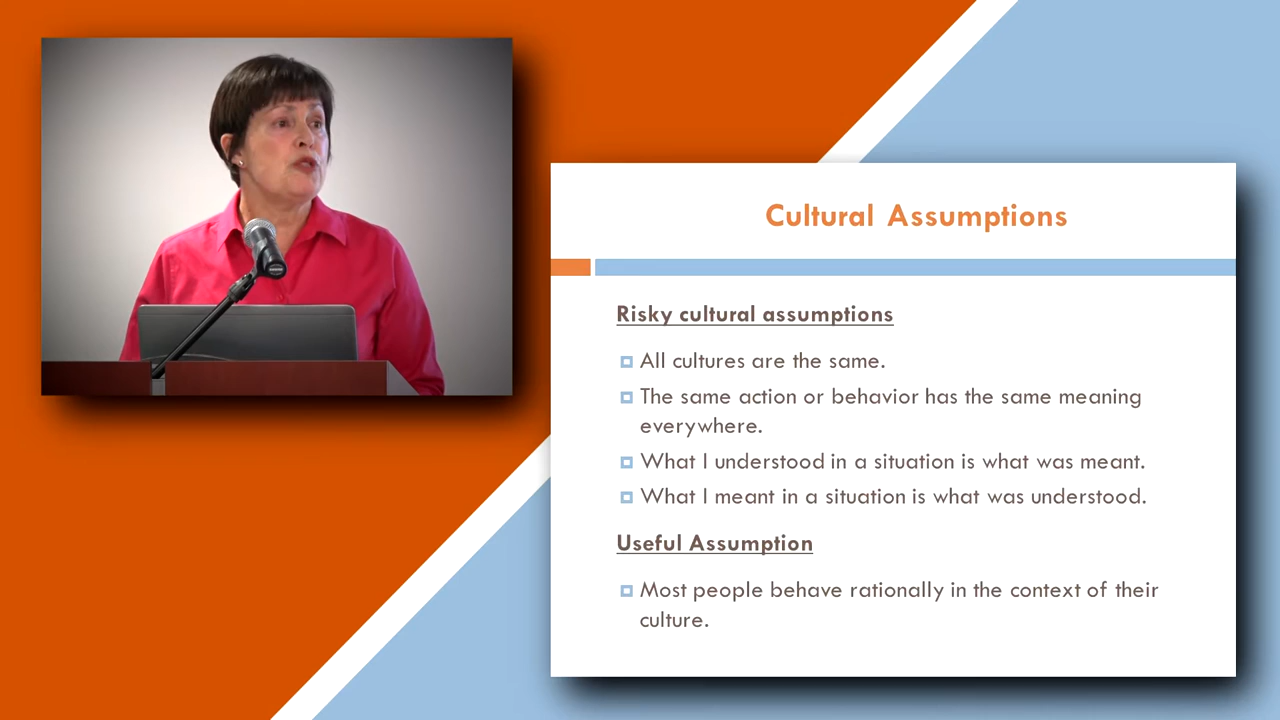 Cultural Assumptions
Risky cultural assumptions
All cultures are the same.
The same action or behavior has the same meaning
everywhere.
What I understood in a situation is what was meant.
What I meant in a situation is what was understood.
Useful Assumption
Most people behave rationally in the context of their
culture.